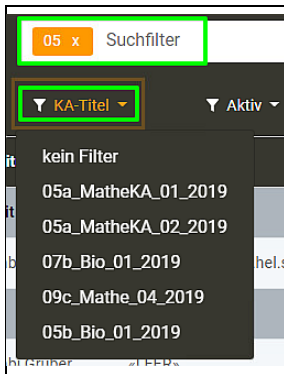 05 x Suchfilter
KA-Titel Aktiv
kein Filter
05a_MatheKA_01_2019
05a_MatheKA_02_2019
07b_Bio_01_2019
09c_Mathe_04_2019
05b_Bio_01_2019